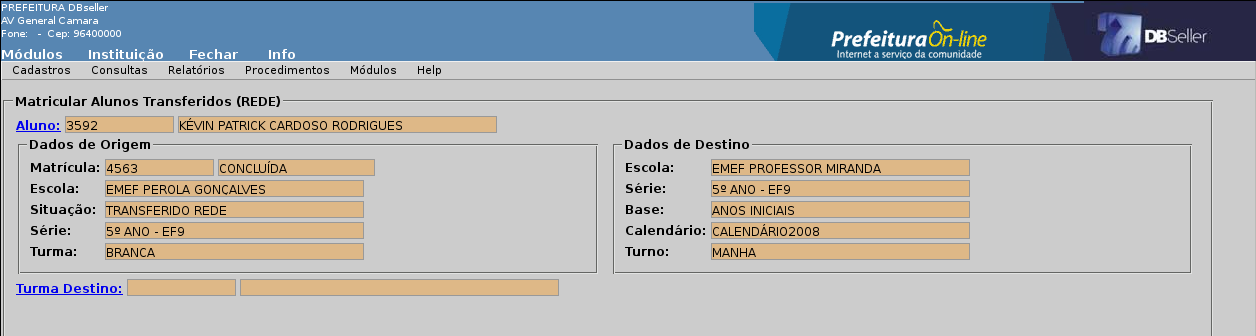 PREFEITURA DBseller
AV General Camara
Fone: - Cep: 96400000
Prefeitura On-line
Internet a serviço da comunidade
DBSeller
Módulos Instituição Fechar Info
Cadastros Consultas Relatórios Procedimentos Módulos Help
Matricular Alunos Transferidos (REDE)
Aluno: 3592 KÉVIN PATRICK CARDOSO RODRIGUES
Dados de Origem
Matrícula: 4563 CONCLUÍDA
Escola: EMEF PEROLA GONÇALVES
Situação: TRANSFERIDO REDE
Série: 5º ANO - EF9
Turma: BRANCA
Dados de Destino
Escola: EMEF PROFESSOR MIRANDA
Série: 5º ANO - EF9
Base: ANOS INICIAIS
Calendário: CALENDÁRIO2008
Turno: MANHA
Turma Destino: